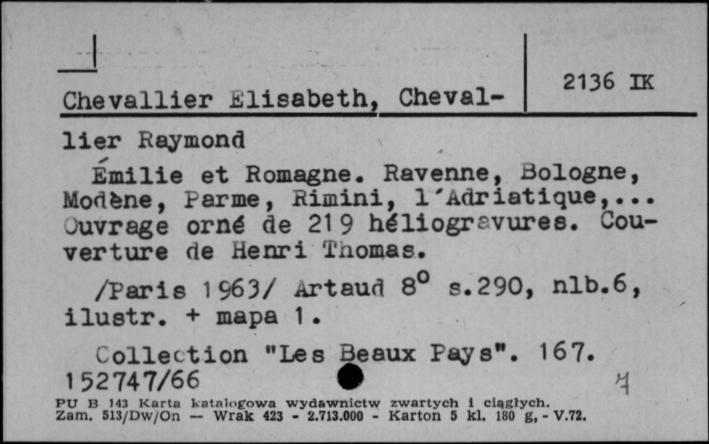 2136 IK
Chevallier Elisabeth, Cheval-
lier Raymond
Émilie et Romagne. Ravenne, Bologne,
Modène, Parme, Rimini, l'Adriatique,...
Ouvrage orné de 219 héliogravures. Cou-
verture de Henri Thomas.
/Paris 1963/ Artaud 8° s.290, nlb.6,
ilustr. + mapa 1.
Collection "Les Beaux Pays". 167.
152747/66
PU B 143 Karta katalogowa wydawnictw zwartych i ciągłych.
Zam. 513/Dw/On — Wrak 423 - 2.713.000 - Karton 5 kl. 180 g, - V.72.